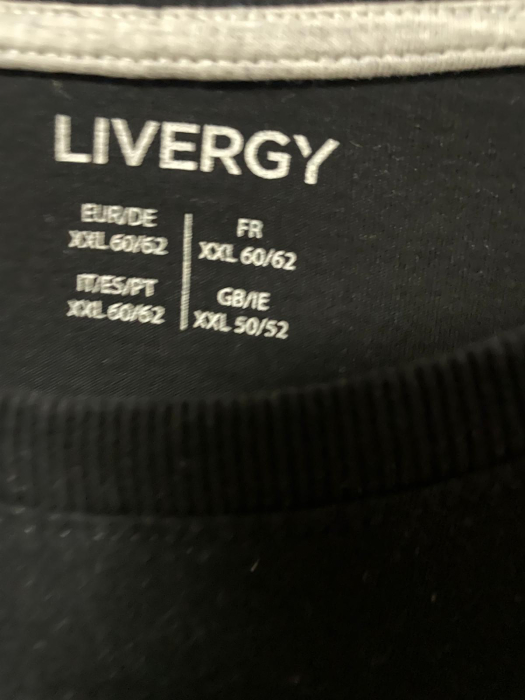 LIVERGY
EUR/DE
XXL 60/62
FR
XXL 60/62
IT/ES/PT
XXL 60/62
GB/IE
XXL 50/52